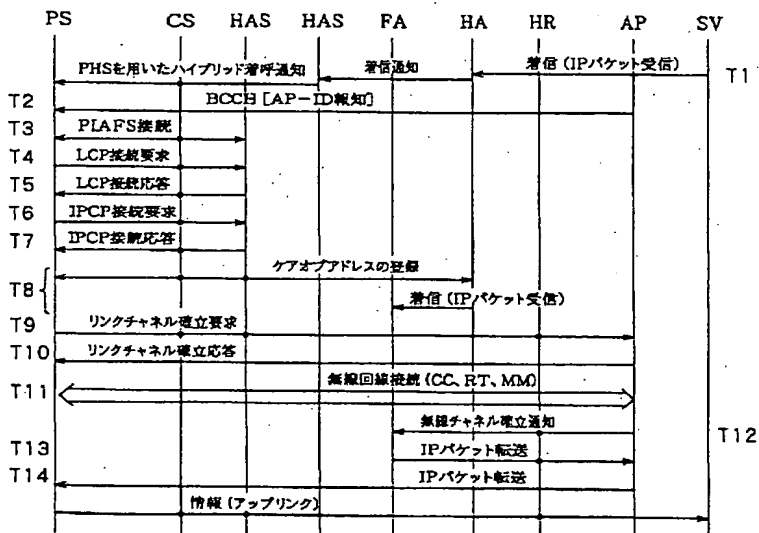 PS CS HAS HAS FA HA HR AP SV
PHSを用いたハイブリッド着呼通知 着信通知 着信(IPパケット受信) T1
T2 BCCH [AP-ID報知]
T3 PIAFS接続
T4 LCP接続要求
T5 LCP接続応答
T6 IPCP接続要求
T7 IPCP接続応答
ケアオブアドレスの登録
T8 着信(IPパケット受信)
T9 リンクチャネル確立要求
T10 リンクチャネル確立応答
T11 無線回線接続(CC、RT、MM)
無線チャネル確立通知 T12
T13 IPパケット転送
T14 IPパケット転送
情報(アップリンク)